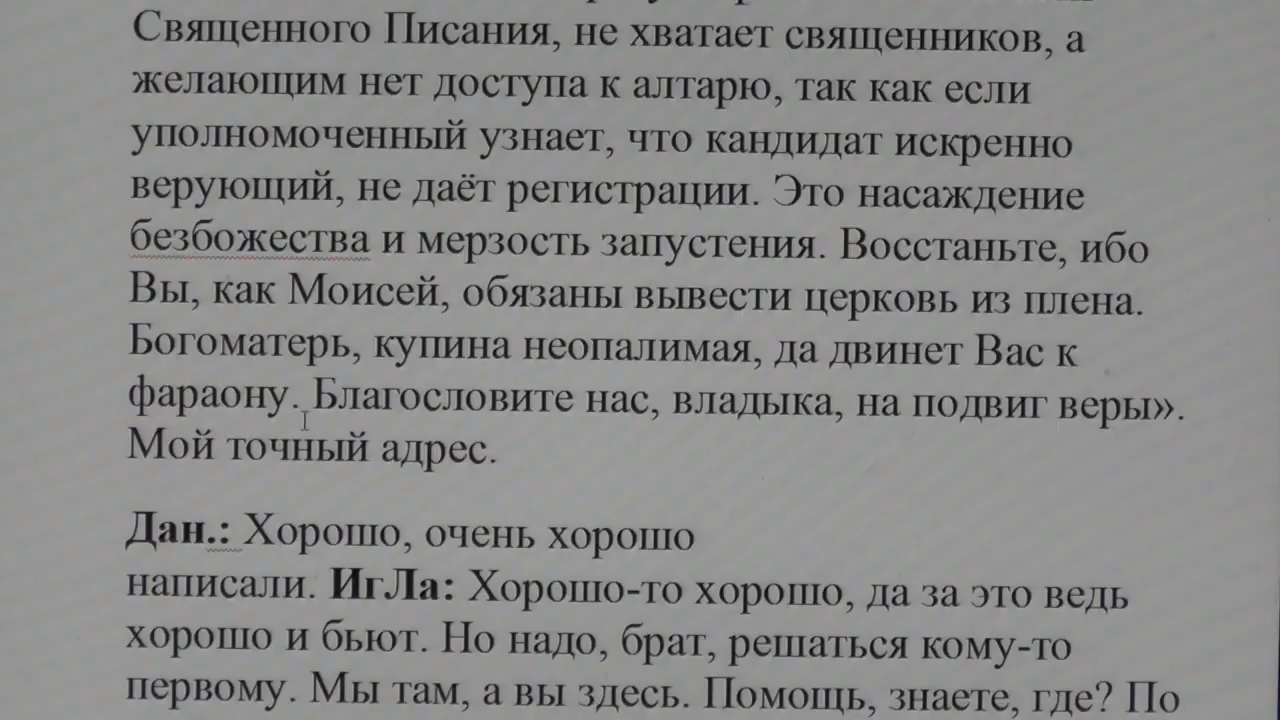 Священного Писания, не хватает священников, а
желающим нет доступа к алтарю, так как если
уполномоченный узнает, что кандидат искренно
верующий, не даёт регистрации. Это насаждение
безбожества и мерзость запустения. Восстаньте, ибо
Вы, как Моисей, обязаны вывести церковь из плена.
Богоматерь, купина неопалимая, да двинет Вас к
фараону. Благословите нас, владыка, на подвиг веры».
Мой точный адрес.
Дан.: Хорошо, очень хорошо
написали. ИгЛа: Хорошо-то хорошо, да за это ведь
хорошо и бьют. Но надо, брат, решаться кому-то
первому. Мы там, а вы здесь. Помощь, знаете, где? По